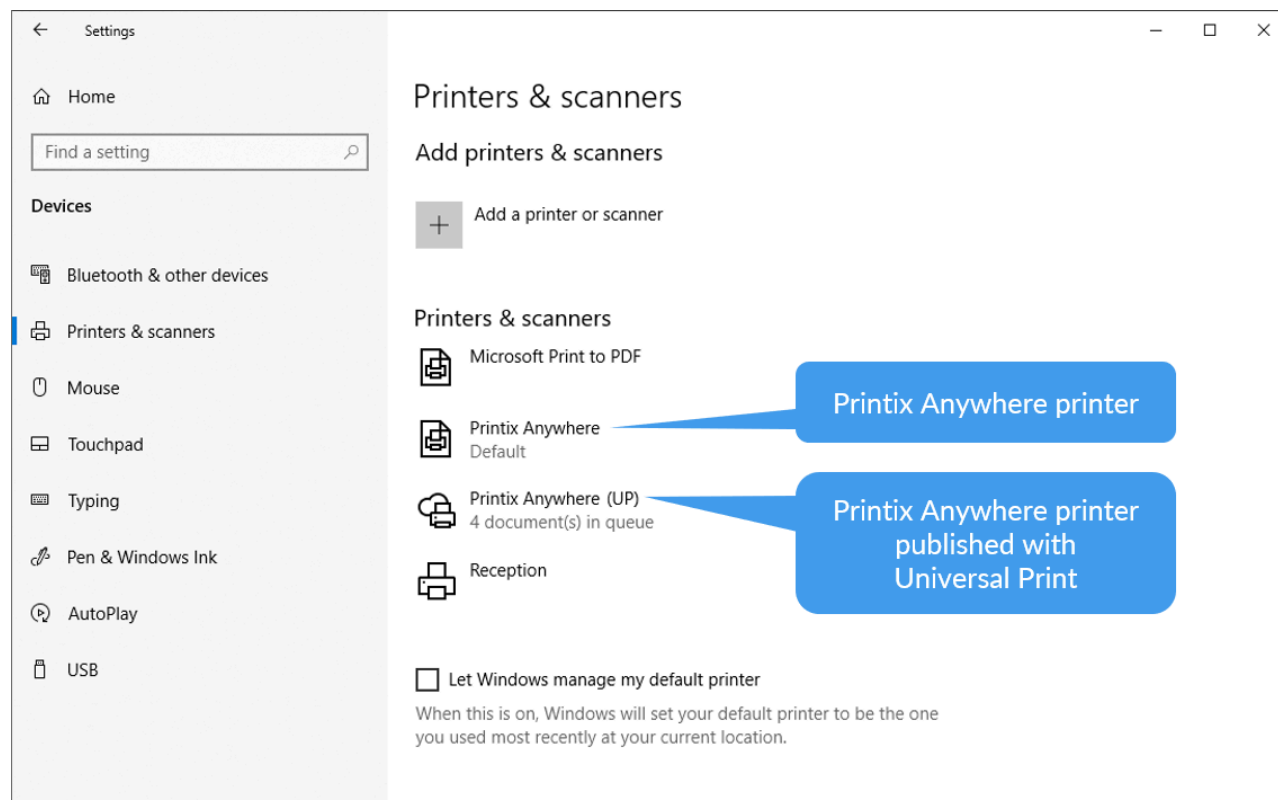 Settings
Home
Find a setting
Devices
Bluetooth & other devices
Printers & scanners
Mouse
Touchpad
Typing
Pen & Windows Ink
AutoPlay
USB
Printers & scanners
Add printers & scanners
Add a printer or scanner
Printers & scanners
Microsoft Print to PDF
Printix Anywhere
Default
Printix Anywhere (UP)
4 document(s) in queue
Reception
Printix Anywhere printer
Printix Anywhere printer
published with
Universal Print
Let Windows manage my default printer
When this is on, Windows will set your default printer to be the one
you used most recently at your current location.